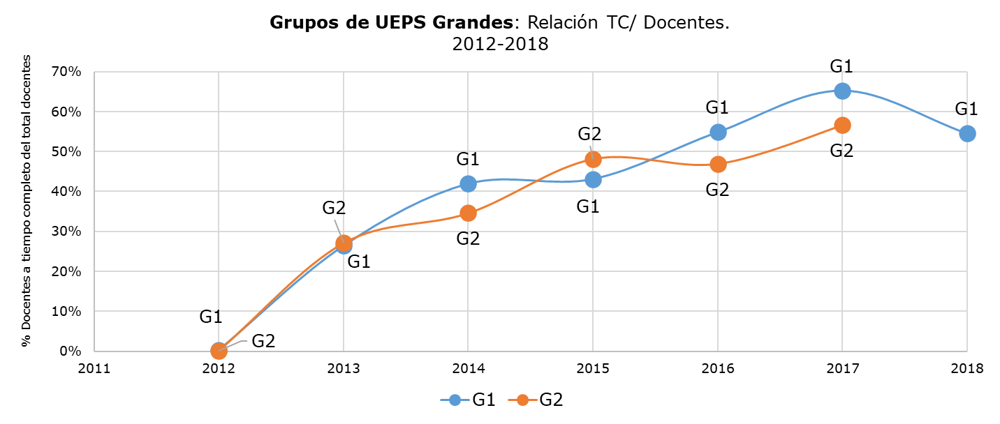 Grupos de UEPS Grandes: Relación TC/ Docentes.
2012-2018
% Docentes a tiempo completo del total docentes
70%
60%
50%
40%
30%
20%
10%
0%
G1
G2
G2
G1
G1
G2
G2
G1
G1
G2
G1
G2
G1
2011 2012 2013 2014 2015 2016 2017 2018
G1 G2